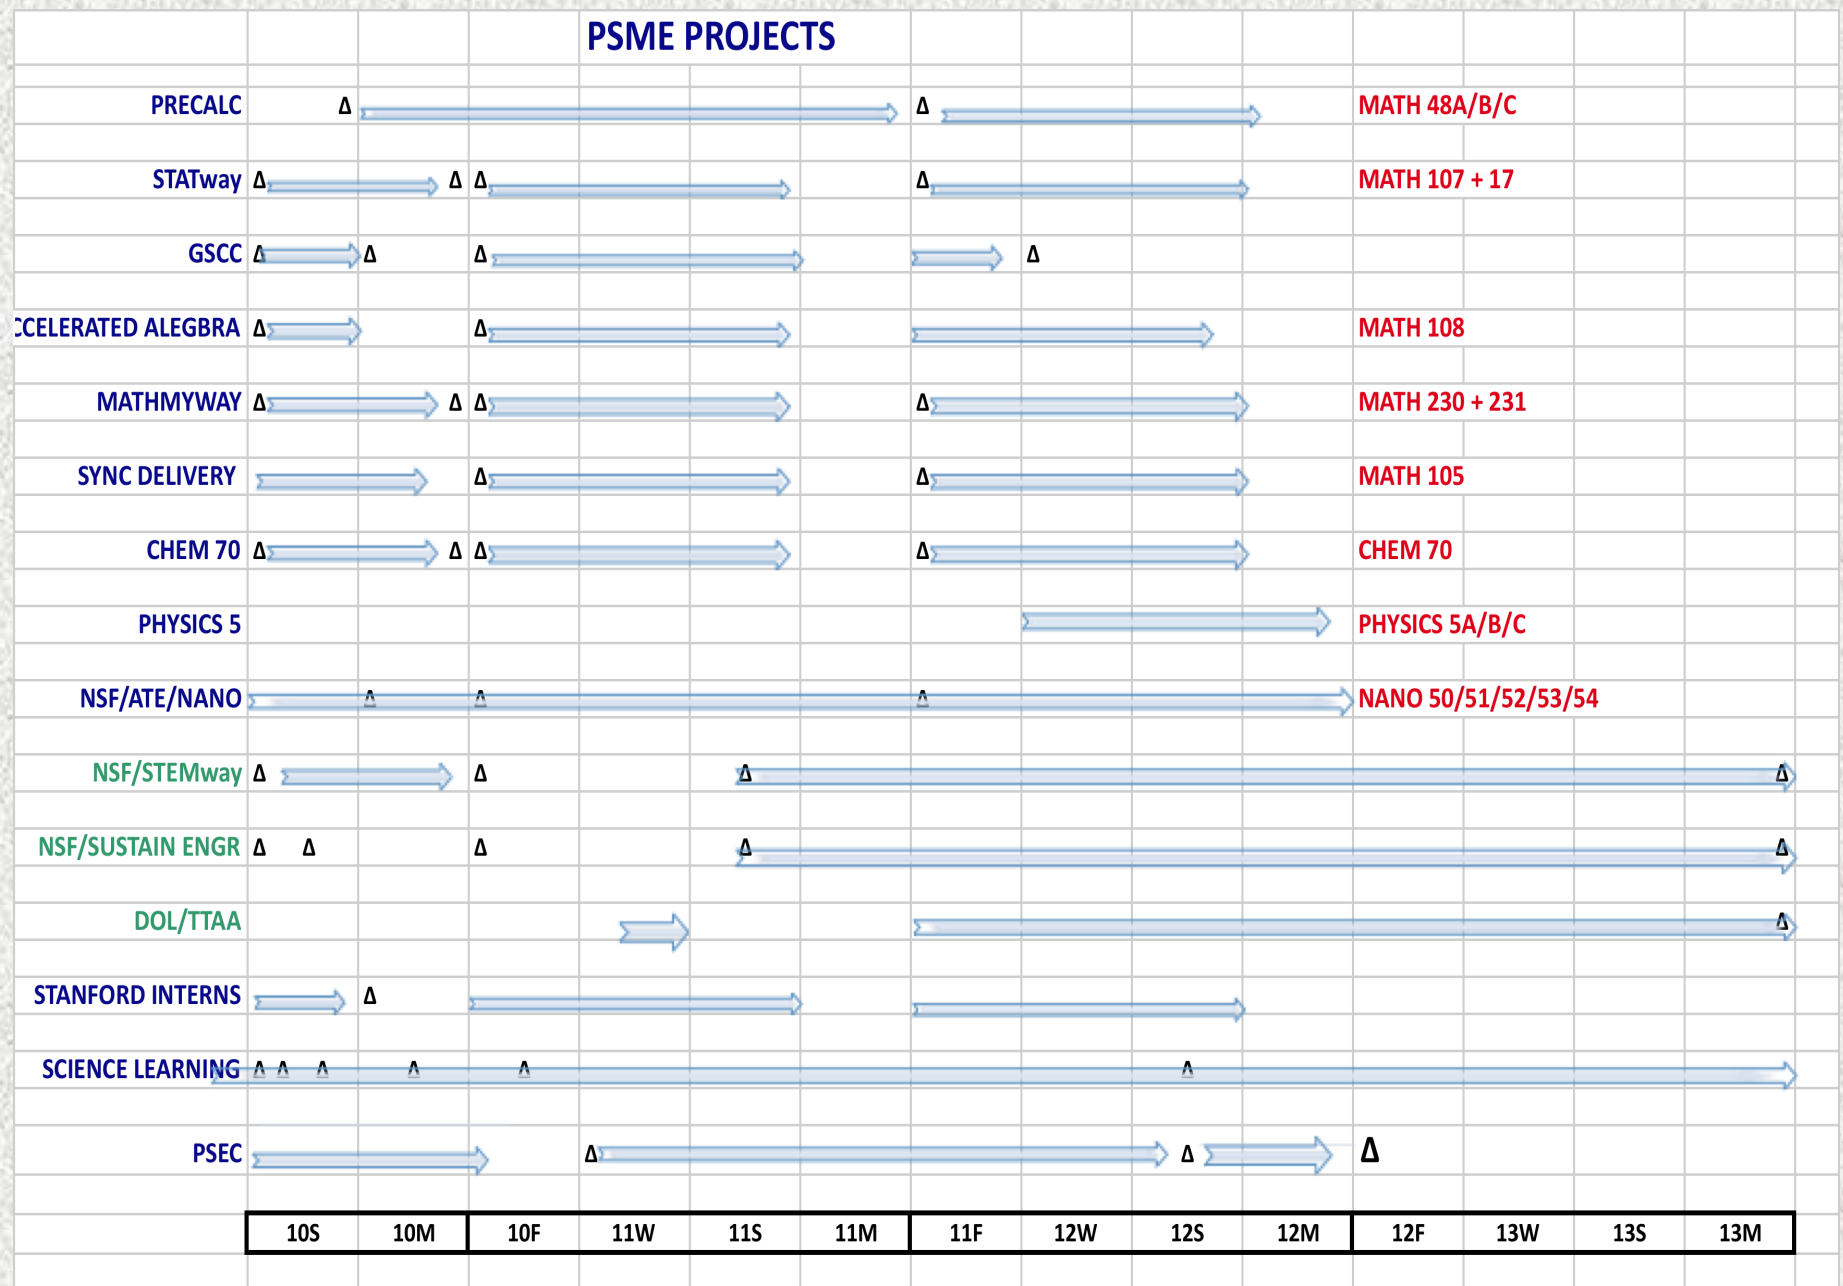 PSME PROJECTS
PRECALC Δ Δ MATH 48A/B/C
STATway Δ Δ Δ Δ MATH 107 + 17
GSCC Δ Δ Δ Δ
CCELERATED ALEGBRA Δ Δ MATH 108
MATHMYWAY Δ Δ Δ Δ MATH 230 + 231
SYNC DELIVERY Δ Δ MATH 105
CHEM 70 Δ Δ Δ Δ CHEM 70
PHYSICS 5 PHYSICS 5A/B/C
NSF/ATE/NANO Δ Δ Δ NANO 50/51/52/53/54
NSF/STEMway Δ Δ Δ Δ
NSF/SUSTAIN ENGR Δ Δ Δ Δ Δ
DOL/TTAA Δ
STANFORD INTERNS Δ
SCIENCE LEARNING Δ Δ Δ Δ Δ Δ
PSEC Δ Δ Δ
10S 10M 10F 11W 11S 11M 11F 12W 12S 12M 12F 13W 13S 13M